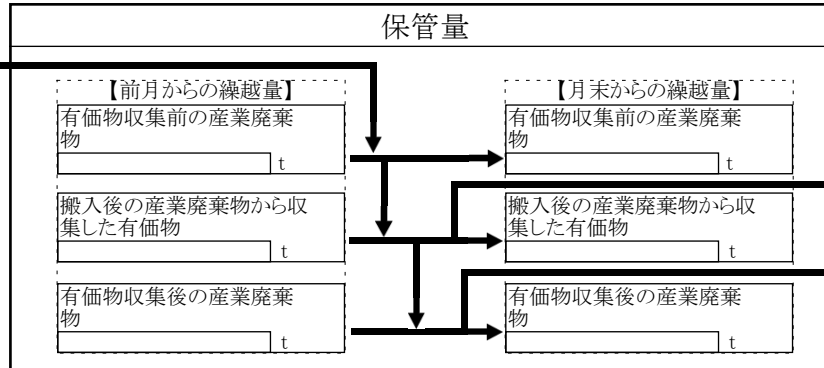 保管量
【前月からの繰越量】
有価物収集前の産業廃棄
物
t
搬入後の産業廃棄物から収
集した有価物
t
有価物収集後の産業廃棄
物
t
【月末からの繰越量】
有価物収集前の産業廃棄
物
t
搬入後の産業廃棄物から収
集した有価物
t
有価物収集後の産業廃棄
物
t